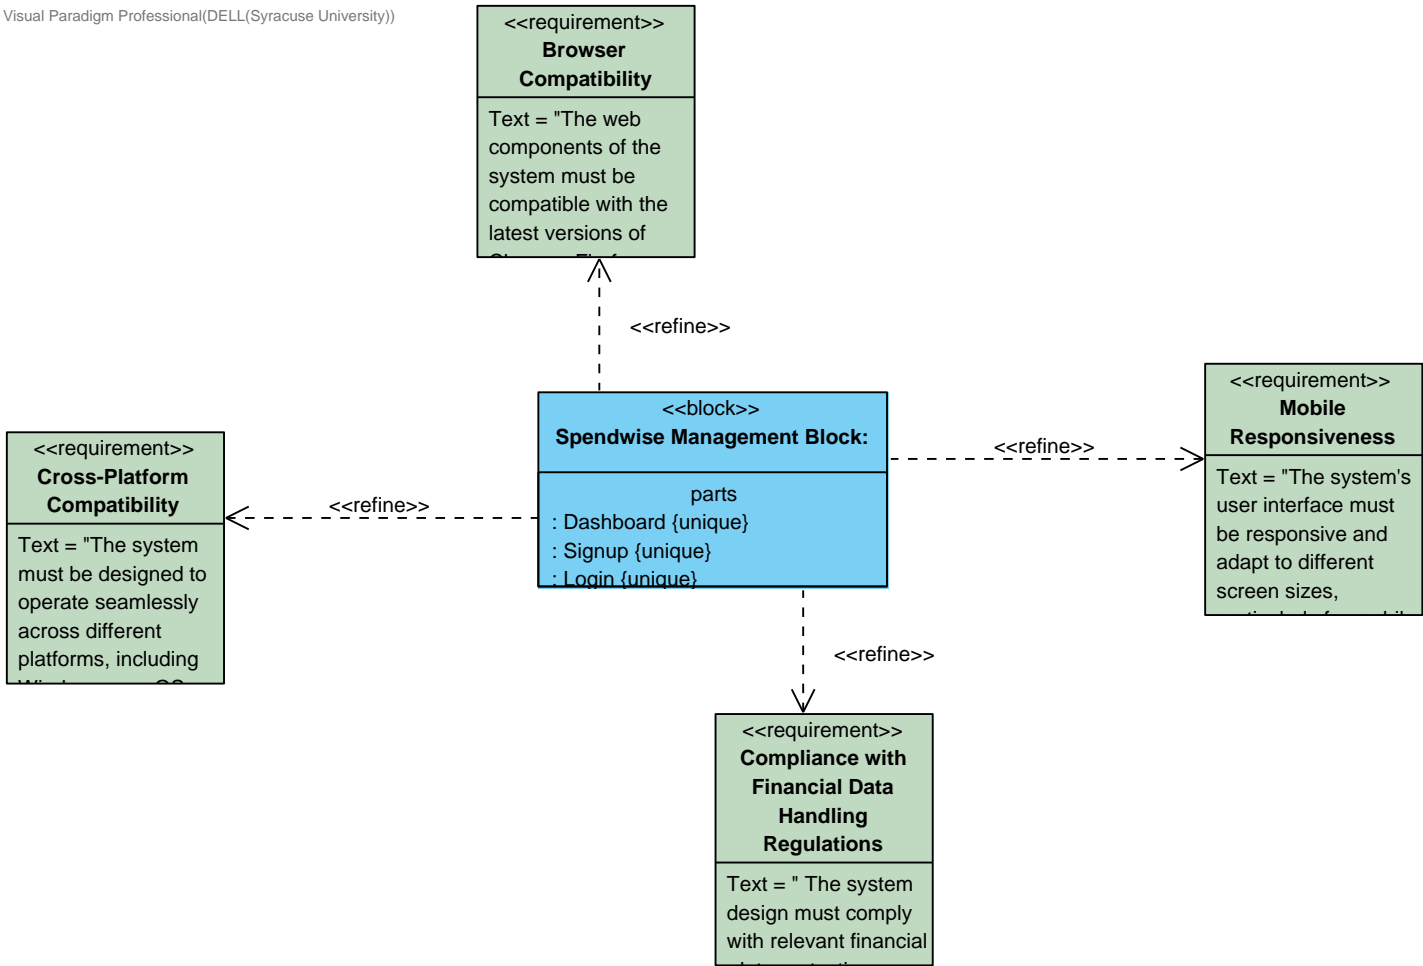 Visual Paradigm Professional(DELL(Syracuse University))
<<requirement>>
Browser
Compatibility
Text = "The web
components of the
system must be
compatible with the
latest versions of
<<refine>>
<<block>>
Spendwise Management Block:
parts
: Dashboard {unique}
: Signup {unique}
: Login {unique}
<<refine>>
<<requirement>>
Mobile
Responsiveness
Text = "The system's
user interface must
be responsive and
adapt to different
screen sizes,
<<requirement>>
Cross-Platform
Compatibility
Text = "The system
must be designed to
operate seamlessly
across different
platforms, including
<<refine>>
<<refine>>
<<requirement>>
Compliance with
Financial Data
Handling
Regulations
Text = " The system
design must comply
with relevant financial